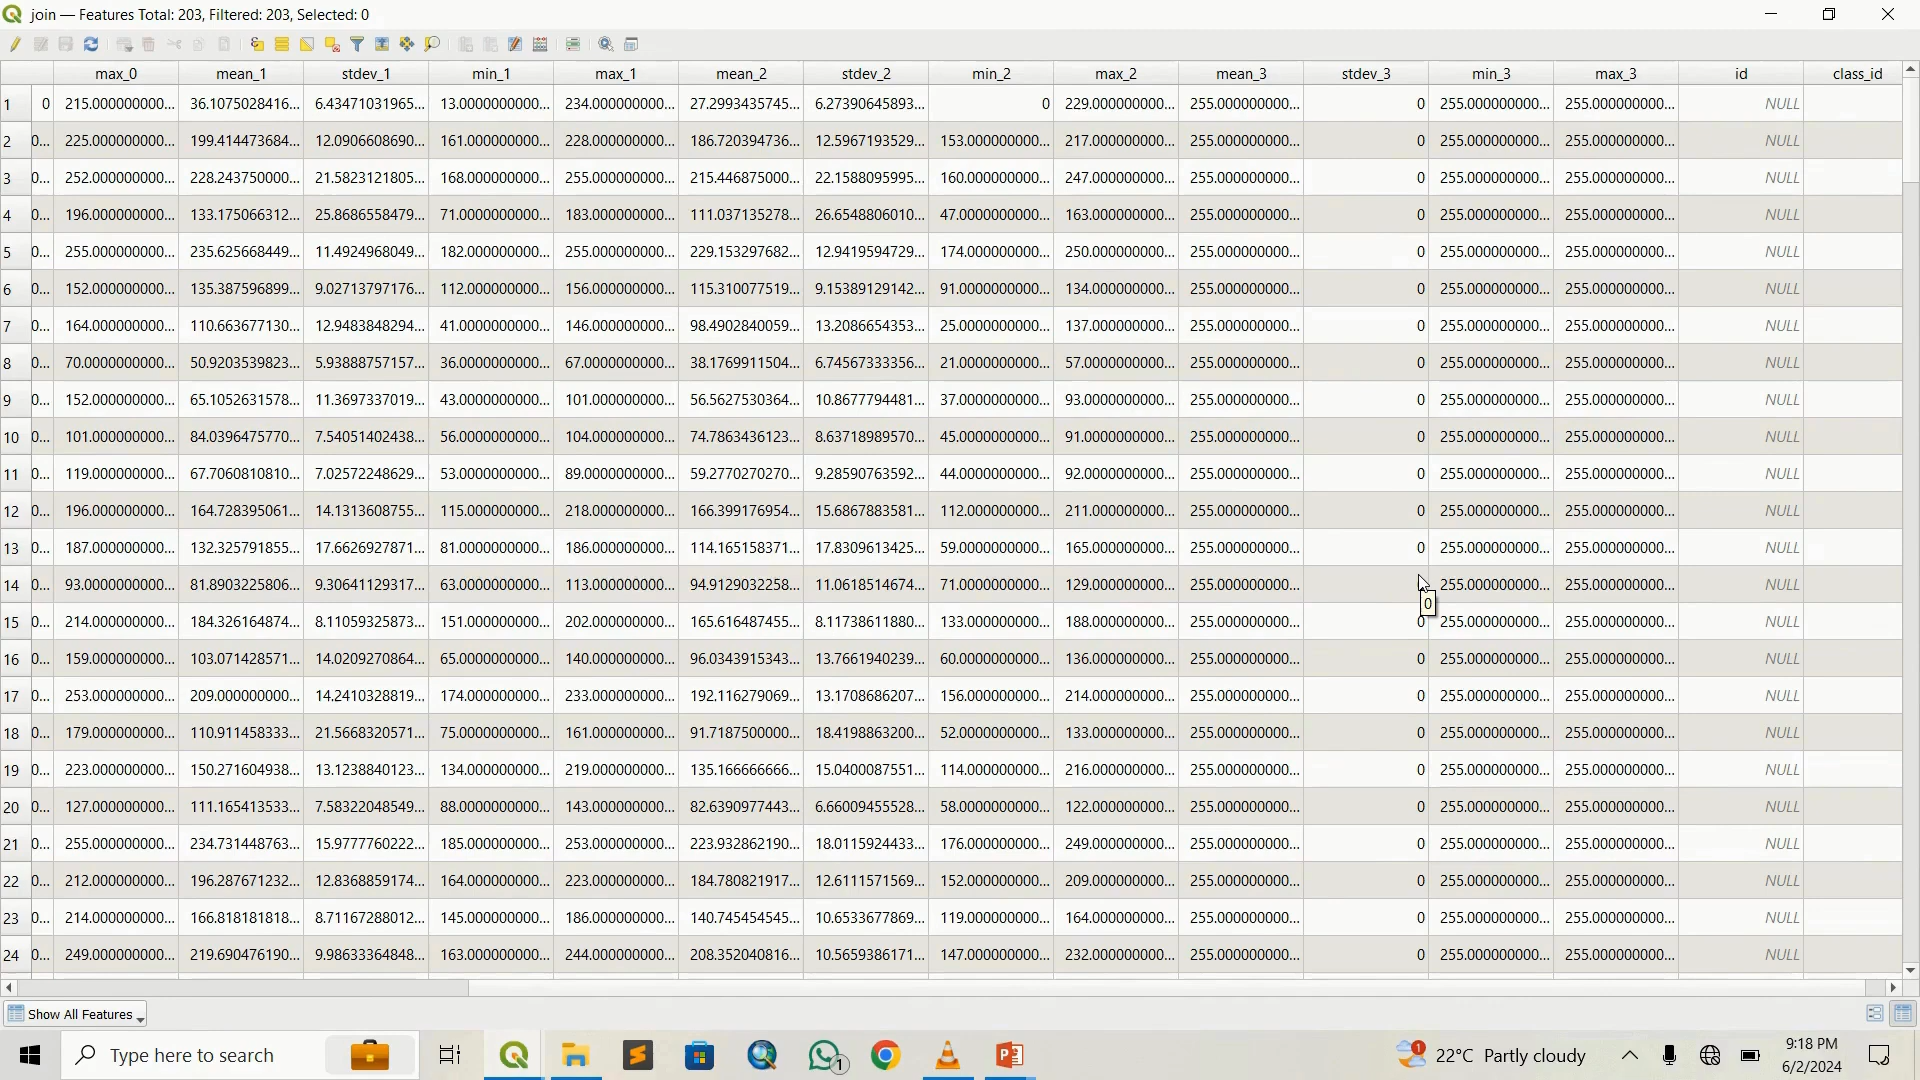 join — Features Total: 203, Filtered: 203, Selected: 0
max_0 mean_1 stdev_1 min_1 max_1 mean_2 stdev_2 min_2 max_2 mean_3 stdev_3 min_3 max_3 id class_id
1 0 215.000000000... 36.1075028416... 6.43471031965... 13.0000000000... 234.000000000... 27.2993435745... 6.27390645893... 0 229.000000000... 255.000000000... 0 255.000000000... 255.000000000... NULL
2 0... 225.000000000... 199.414473684... 12.0906608690... 161.000000000... 228.000000000... 186.720394736... 12.5967193529... 153.000000000... 217.000000000... 255.000000000... 0 255.000000000... 255.000000000... NULL
3 0... 252.000000000... 228.243750000... 21.5823121805... 168.000000000... 255.000000000... 215.446875000... 22.1588095995... 160.000000000... 247.000000000... 255.000000000... 0 255.000000000... 255.000000000... NULL
4 0... 196.000000000... 133.175066312... 25.8686558479... 71.0000000000... 183.000000000... 111.037135278... 26.6548806010... 47.0000000000... 163.000000000... 255.000000000... 0 255.000000000... 255.000000000... NULL
5 0... 255.000000000... 235.625668449... 11.4924968049... 182.000000000... 255.000000000... 229.153297682... 12.9419594729... 174.000000000... 250.000000000... 255.000000000... 0 255.000000000... 255.000000000... NULL
6 0... 152.000000000... 135.387596899... 9.02713797176... 112.000000000... 156.000000000... 115.310077519... 9.15389129142... 91.0000000000... 134.000000000... 255.000000000... 0 255.000000000... 255.000000000... NULL
7 0... 164.000000000... 110.663677130... 12.9483848294... 41.0000000000... 146.000000000... 98.4902840059... 13.2086654353... 25.0000000000... 137.000000000... 255.000000000... 0 255.000000000... 255.000000000... NULL
8 0... 70.0000000000... 50.9203539823... 5.93888757157... 36.0000000000... 67.0000000000... 38.1769911504... 6.74567333356... 21.0000000000... 57.0000000000... 255.000000000... 0 255.000000000... 255.000000000... NULL
9 0... 152.000000000... 65.1052631578... 11.3697337019... 43.0000000000... 101.000000000... 56.5627530364... 10.8677794481... 37.0000000000... 93.0000000000... 255.000000000... 0 255.000000000... 255.000000000... NULL
10 0... 101.000000000... 84.0396475770... 7.54051402438... 56.0000000000... 104.000000000... 74.7863436123... 8.63718989570... 45.0000000000... 91.0000000000... 255.000000000... 0 255.000000000... 255.000000000... NULL
11 0... 119.000000000... 67.7060810810... 7.02572248629... 53.0000000000... 89.0000000000... 59.2770270270... 9.28590763592... 44.0000000000... 92.0000000000... 255.000000000... 0 255.000000000... 255.000000000... NULL
12 0... 196.000000000... 164.728395061... 14.1313608755... 115.000000000... 218.000000000... 166.399176954... 15.6867883581... 112.000000000... 211.000000000... 255.000000000... 0 255.000000000... 255.000000000... NULL
13 0... 187.000000000... 132.325791855... 17.6626927871... 81.0000000000... 186.000000000... 114.165158371... 17.8309613425... 59.0000000000... 165.000000000... 255.000000000... 0 255.000000000... 255.000000000... NULL
14 0... 93.0000000000... 81.8903225806... 9.30641129317... 63.0000000000... 113.000000000... 94.9129032258... 11.0618514674... 71.0000000000... 129.000000000... 255.000000000... 0 255.000000000... 255.000000000... NULL
0
15 0... 214.000000000... 184.326164874... 8.11059325873... 151.000000000... 202.000000000... 165.616487455... 8.11738611880... 133.000000000... 188.000000000... 255.000000000... 0 255.000000000... 255.000000000... NULL
16 0... 159.000000000... 103.071428571... 14.0209270864... 65.0000000000... 140.000000000... 96.0343915343... 13.7661940239... 60.0000000000... 136.000000000... 255.000000000... 0 255.000000000... 255.000000000... NULL
17 0... 253.000000000... 209.000000000... 14.2410328819... 174.000000000... 233.000000000... 192.116279069... 13.1708686207... 156.000000000... 214.000000000... 255.000000000... 0 255.000000000... 255.000000000... NULL
18 0... 179.000000000... 110.911458333... 21.5668320571... 75.0000000000... 161.000000000... 91.7187500000... 18.4198863200... 52.0000000000... 133.000000000... 255.000000000... 0 255.000000000... 255.000000000... NULL
19 0... 223.000000000... 150.271604938... 13.1238840123... 134.000000000... 219.000000000... 135.166666666... 15.0400087551... 114.000000000... 216.000000000... 255.000000000... 0 255.000000000... 255.000000000... NULL
20 0... 127.000000000... 111.165413533... 7.58322048549... 88.0000000000... 143.000000000... 82.6390977443... 6.66009455528... 58.0000000000... 122.000000000... 255.000000000... 0 255.000000000... 255.000000000... NULL
21 0... 255.000000000... 234.731448763... 15.9777760222... 185.000000000... 253.000000000... 223.932862190... 18.0115924433... 176.000000000... 249.000000000... 255.000000000... 0 255.000000000... 255.000000000... NULL
22 0... 212.000000000... 196.287671232... 12.8368859174... 164.000000000... 223.000000000... 184.780821917... 12.6111571569... 152.000000000... 209.000000000... 255.000000000... 0 255.000000000... 255.000000000... NULL
23 0... 214.000000000... 166.818181818... 8.71167288012... 145.000000000... 186.000000000... 140.745454545... 10.6533677869... 119.000000000... 164.000000000... 255.000000000... 0 255.000000000... 255.000000000... NULL
24 0... 249.000000000... 219.690476190... 9.98633364848... 163.000000000... 244.000000000... 208.352040816... 10.5659386171... 147.000000000... 232.000000000... 255.000000000... 0 255.000000000... 255.000000000... NULL
Show All Features
Type here to search
1
1
22°C Partly cloudy
9:18 PM
6/2/2024